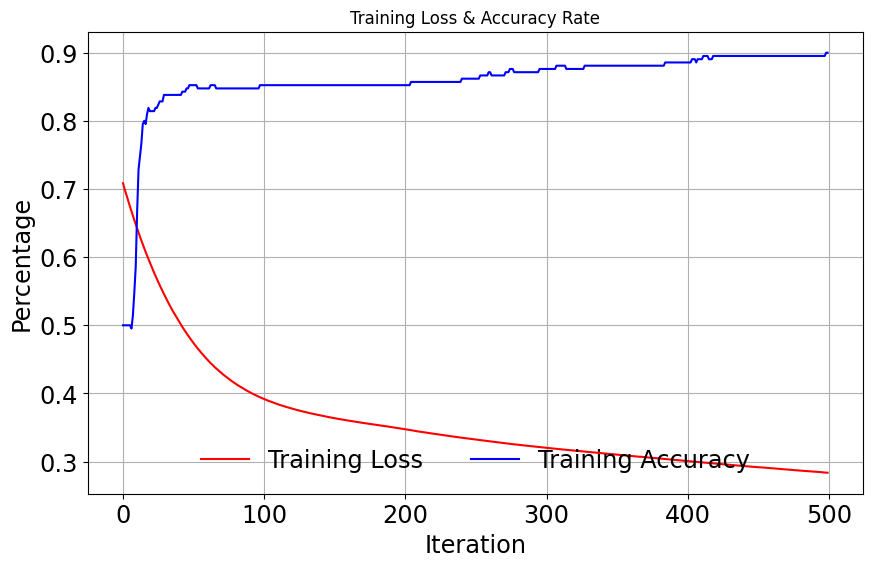 Training Loss & Accuracy Rate
0.9
0.8
0.7
0.6
0.5
0.4
0.3
Percentage
Training Loss Training Accuracy
0 100 200 300 400 500
Iteration